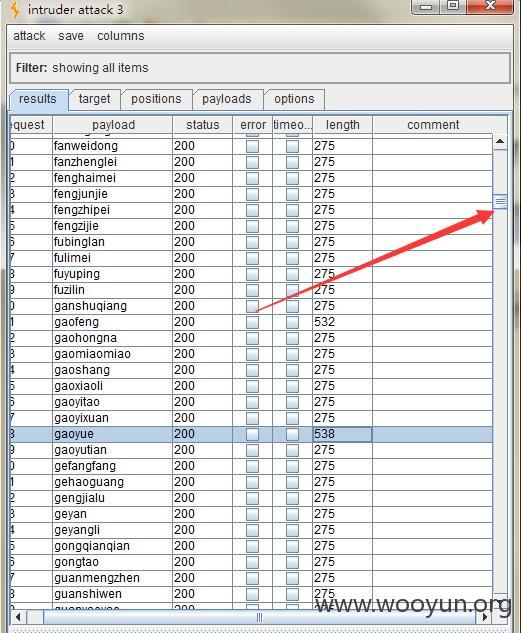 intruder attack 3
attack save columns
Filter: showing all items
results target positions payloads options
equest payload status error timeo... length comment
0 fanweidong 200 275
1 fanzhenglei 200 275
2 fenghaimei 200 275
3 fengjunjie 200 275
4 fengzhipei 200 275
5 fengzijie 200 275
6 fubinglan 200 275
7 fulimei 200 275
8 fuyuping 200 275
9 fuzilin 200 275
0 ganshuqiang 200 275
1 gaofeng 200 532
2 gaohongna 200 275
3 gaomiaomiao 200 275
4 gaoshang 200 275
5 gaoxiaoli 200 275
6 gaoyitao 200 275
7 gaoyixuan 200 275
8 gaoyue 200 538
9 gaoyutian 200 275
0 gefangfang 200 275
1 gehaoguang 200 275
2 gengjialu 200 275
3 geyan 200 275
4 geyangli 200 275
5 gongqianqian 200 275
6 gongtao 200 275
7 guanmengzhen 200 275
8 guanshiwen 200 275
www.wooyun.org